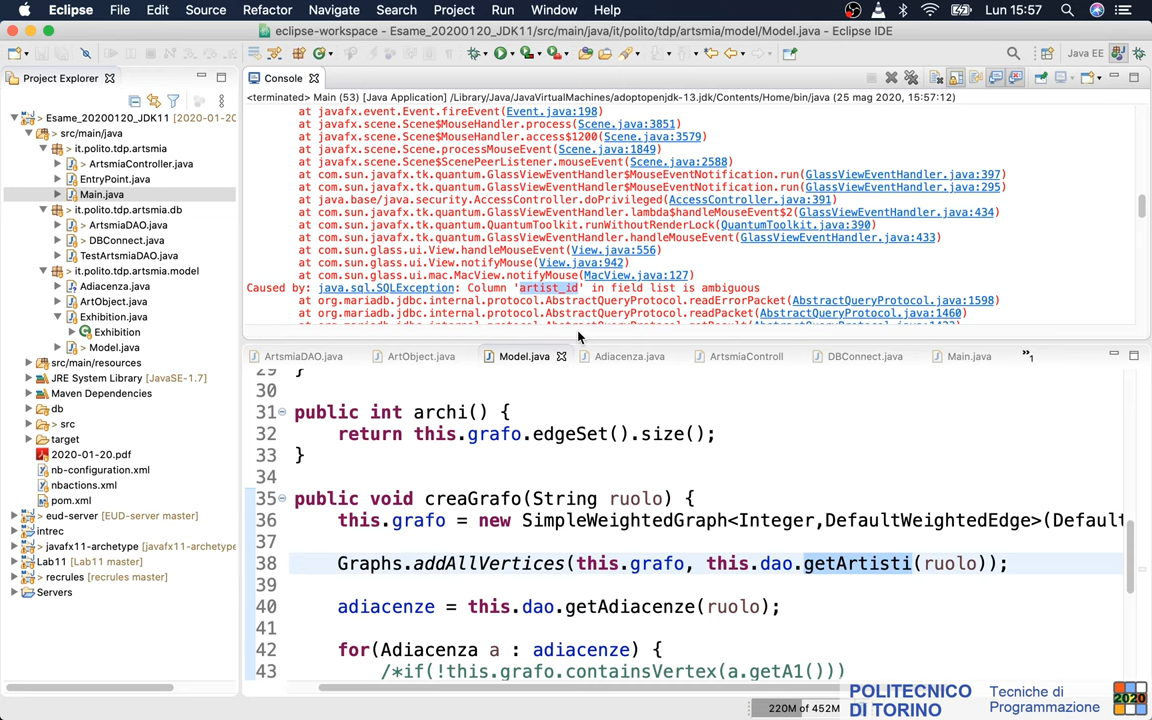 Eclipse File Edit Source Refactor Navigate Search Project Run Window Help Lun 15:57
eclipse-workspace - Esame_20200120_JDK11/src/main/java/it/polito/tdp/artsmia/model/Model.java - Eclipse IDE
Java EE
Project Explorer
Console
<terminated> Main (53) [Java Application] /Library/Java/JavaVirtualMachines/adoptopenjdk-13.jdk/Contents/Home/bin/java (25 mag 2020, 15:57:12)
Esame_20200120_JDK11 [2020-01-20
> src/main/java
> it.polito.tdp.artsmia
> ArtsmiaController.java
EntryPoint.java
Main.java
> it.polito.tdp.artsmia.db
> ArtsmiaDAO.java
> DBConnect.java
TestArtsmiaDAO.java
it.polito.tdp.artsmia.model
Adiacenza.java
ArtObject.java
Exhibition.java
Exhibition
> Model.java
src/main/resources
JRE System Library [JavaSE-1.7]
Maven Dependencies
db
> src
target
2020-01-20.pdf
nb-configuration.xml
nbactions.xml
pom.xml
> eud-server [EUD-server master]
intrec
> javafx11-archetype [javafx11-archetype
Lab11 [Lab11 master]
> recrules [recrules master]
Servers
at javafx.event.Event.fireEvent(Event.java:198)
at javafx.scene.Scene$MouseHandler.process(Scene.java:3851)
at javafx.scene.Scene$MouseHandler.access$1200(Scene.java:3579)
at javafx.scene.Scene.processMouseEvent(Scene.java:1849)
at javafx.scene.Scene$ScenePeerListener.mouseEvent(Scene.java:2588)
at com.sun.javafx.tk.quantum.GlassViewEventHandler$MouseEventNotification.run(GlassViewEventHandler.java:397)
at com.sun.javafx.tk.quantum.GlassViewEventHandler$MouseEventNotification.run(GlassViewEventHandler.java:295)
at java.base/java.security.AccessController.doPrivileged(AccessController.java:391)
at com.sun.javafx.tk.quantum.GlassViewEventHandler.lambda$handleMouseEvent$2(GlassViewEventHandler.java:434)
at com.sun.javafx.tk.quantum.QuantumToolkit.runWithoutRenderLock(QuantumToolkit.java:390)
at com.sun.javafx.tk.quantum.GlassViewEventHandler.handleMouseEvent(GlassViewEventHandler.java:433)
at com.sun.glass.ui.View.handleMouseEvent(View.java:556)
at com.sun.glass.ui.View.notifyMouse(View.java:942)
at com.sun.glass.ui.mac.MacView.notifyMouse(MacView.java:127)
Caused by: java.sql.SQLException: Column 'artist_id' in field list is ambiguous
at org.mariadb.jdbc.internal.protocol.AbstractQueryProtocol.readErrorPacket(AbstractQueryProtocol.java:1598)
at org.mariadb.jdbc.internal.protocol.AbstractQueryProtocol.readPacket(AbstractQueryProtocol.java:1460)
ArtsmiaDAO.java ArtObject.java Model.java Adiacenza.java ArtsmiaControll DBConnect.java Main.java »1
29 }
30
31 public int archi() {
32 return this.grafo.edgeSet().size();
33 }
34
35 public void creaGrafo(String ruolo) {
36 this.grafo = new SimpleWeightedGraph<Integer,DefaultWeightedEdge>(Default
37
38 Graphs.addAllVertices(this.grafo, this.dao.getArtisti(ruolo));
39
40 adiacenze = this.dao.getAdiacenze(ruolo);
41
42 for(Adiacenza a : adiacenze) {
43 /*if(!this.grafo.containsVertex(a.getA1()))
220M of 452M
POLITECNICO
DI TORINO
Tecniche di
Programmazione
2020